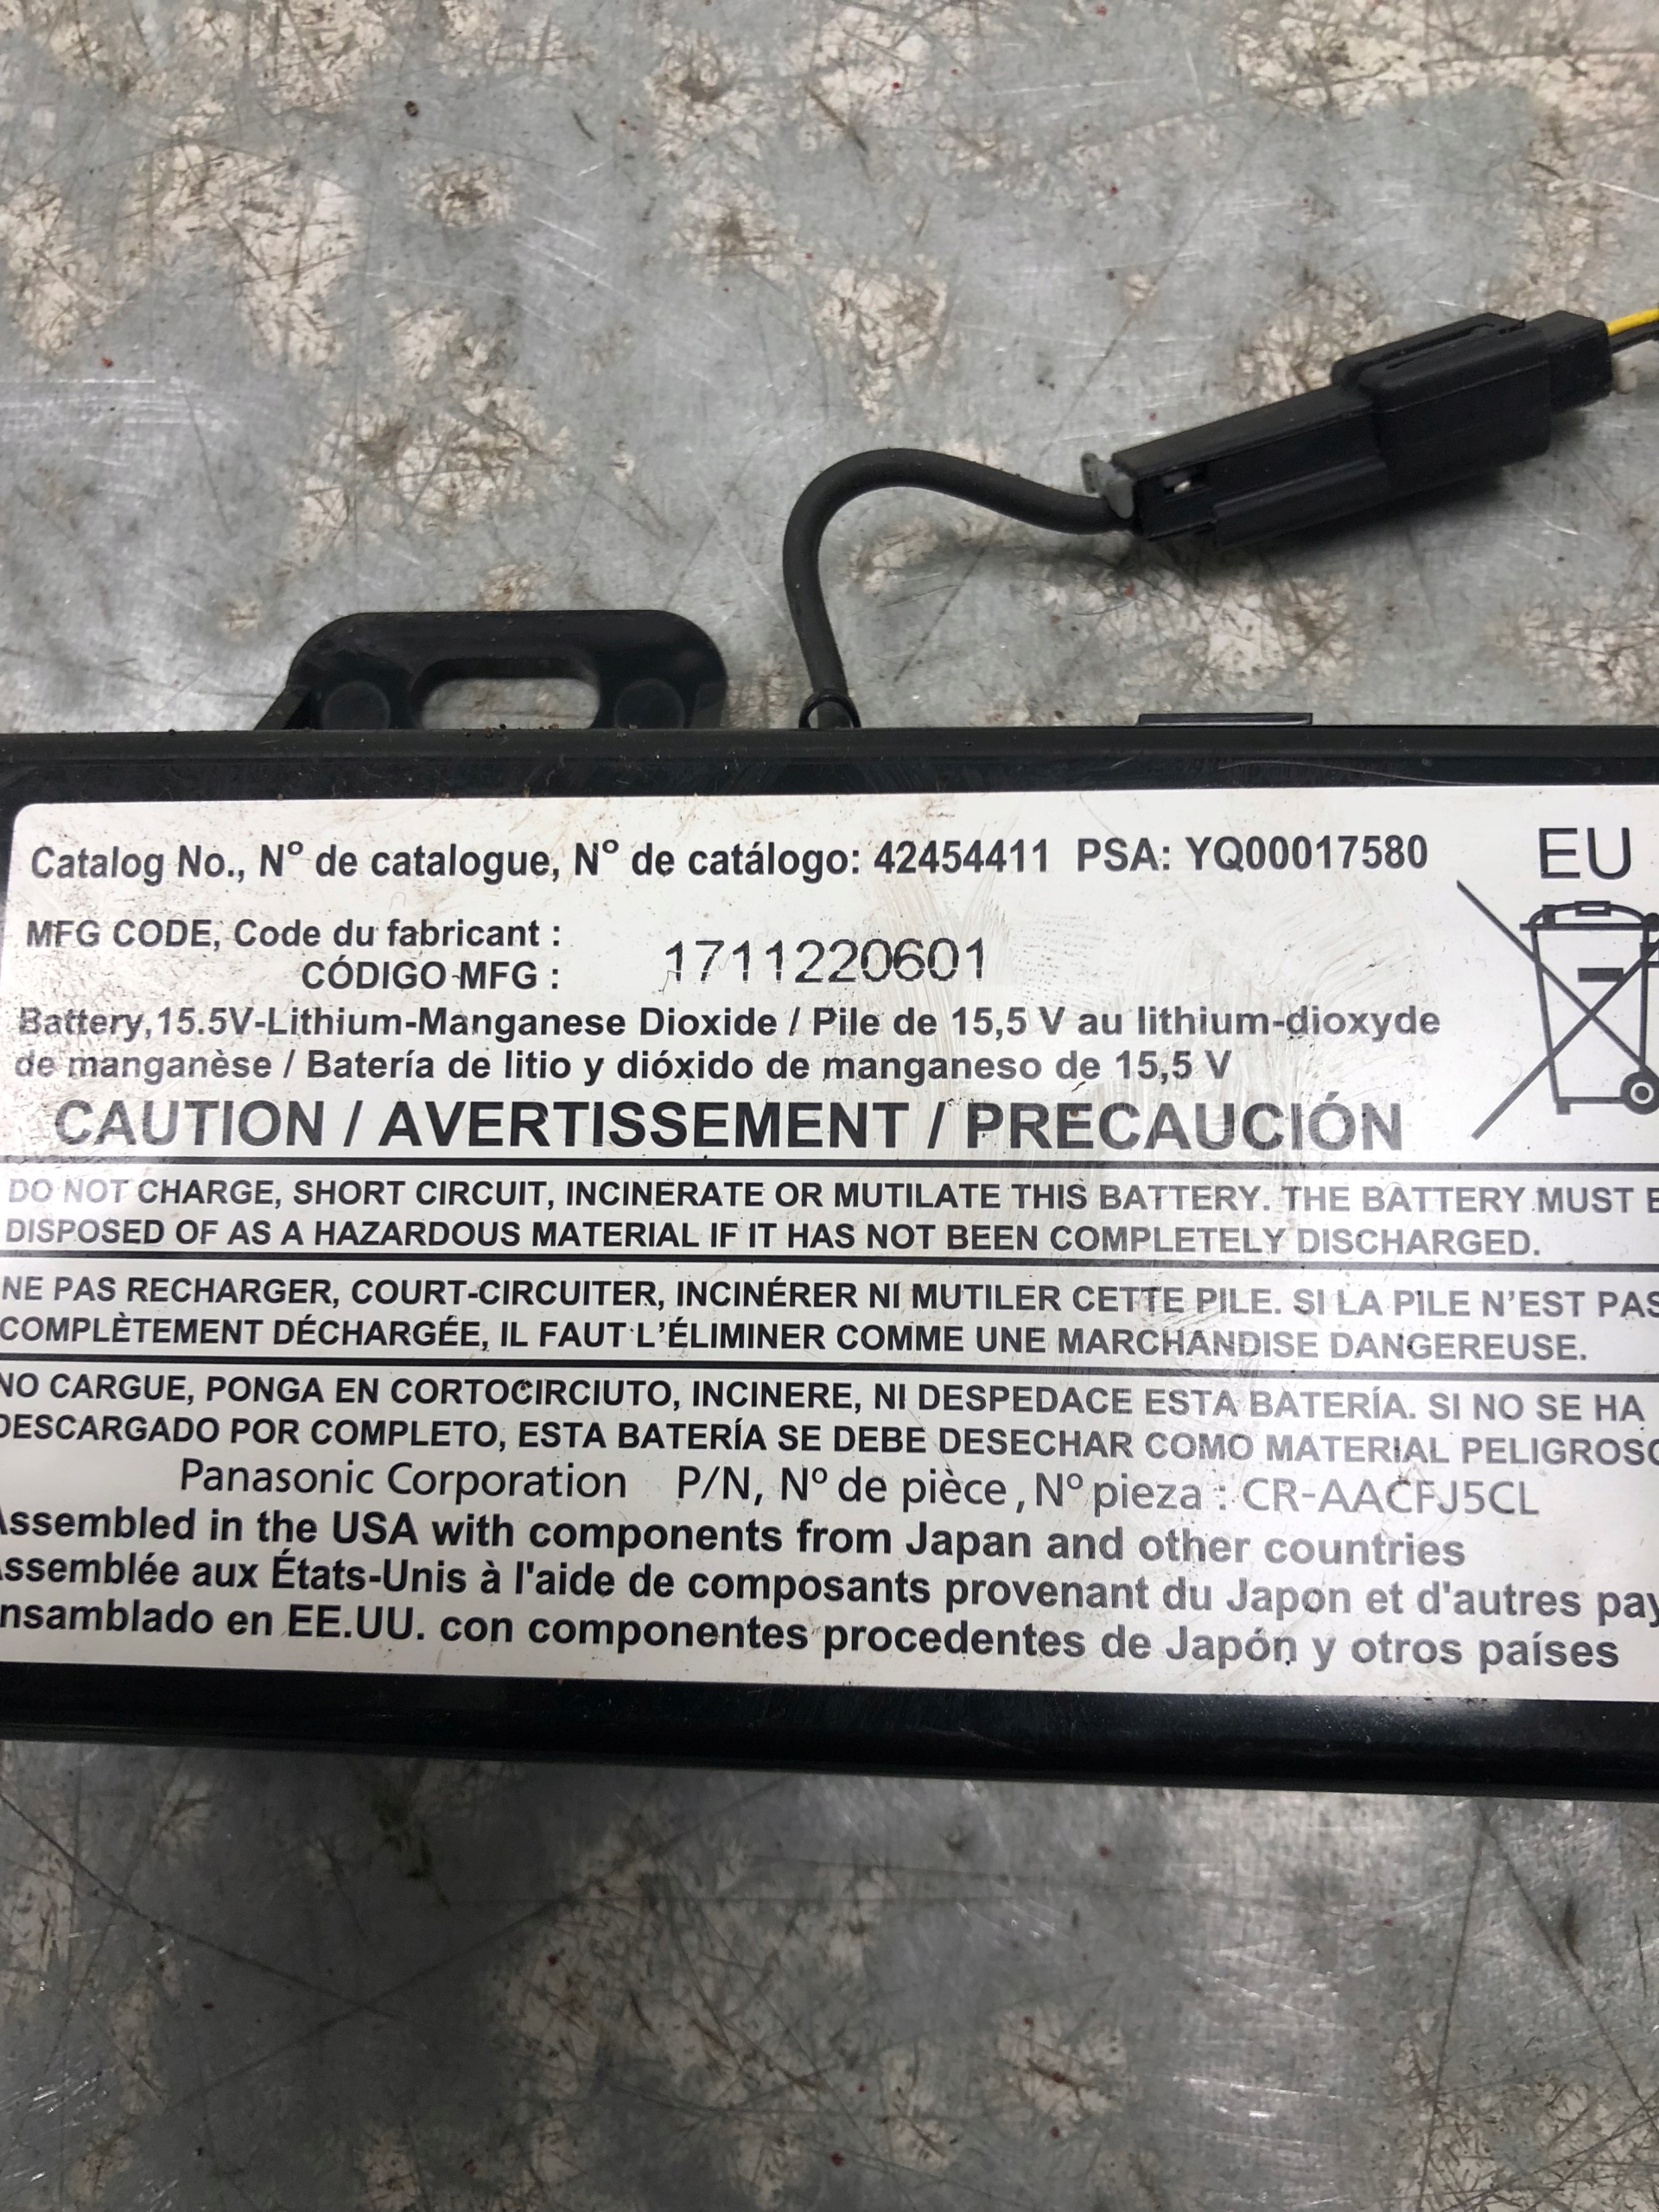 Catalog No., Nº de catalogue, Nº de catálogo: 42454411 PSA: YQ00017580
EU
MFG CODE, Code du fabricant :
CÓDIGO MFG :
1711220601
Battery,15.5V-Lithium-Manganese Dioxide / Pile de 15,5 V au lithium-dioxyde
de manganèse / Batería de litio y dióxido de manganeso de 15,5 V
CAUTION / AVERTISSEMENT / PRECAUCIÓN
DO NOT CHARGE, SHORT CIRCUIT, INCINERATE OR MUTILATE THIS BATTERY. THE BATTERY MUST
DISPOSED OF AS A HAZARDOUS MATERIAL IF IT HAS NOT BEEN COMPLETELY DISCHARGED.
NE PAS RECHARGER, COURT-CIRCUITER, INCINÉRER NI MUTILER CETTE PILE. SI LA PILE N'EST PAS
COMPLÈTEMENT DÉCHARGÉE, IL FAUT L'ÉLIMINER COMME UNE MARCHANDISE DANGEREUSE.
NO CARGUE, PONGA EN CORTOCIRCIUTO, INCINERE, NI DESPEDACE ESTA BATERÍA. SI NO SE HA
DESCARGADO POR COMPLETO, ESTA BATERÍA SE DEBE DESECHAR COMO MATERIAL PELIGROSO
Panasonic Corporation P/N, Nº de pièce, Nº pieza : CR-AACFJ5CL
Assembled in the USA with components from Japan and other countries
Assemblée aux États-Unis à l'aide de composants provenant du Japon et d'autres pay
nsamblado en EE.UU. con componentes procedentes de Japón y otros países